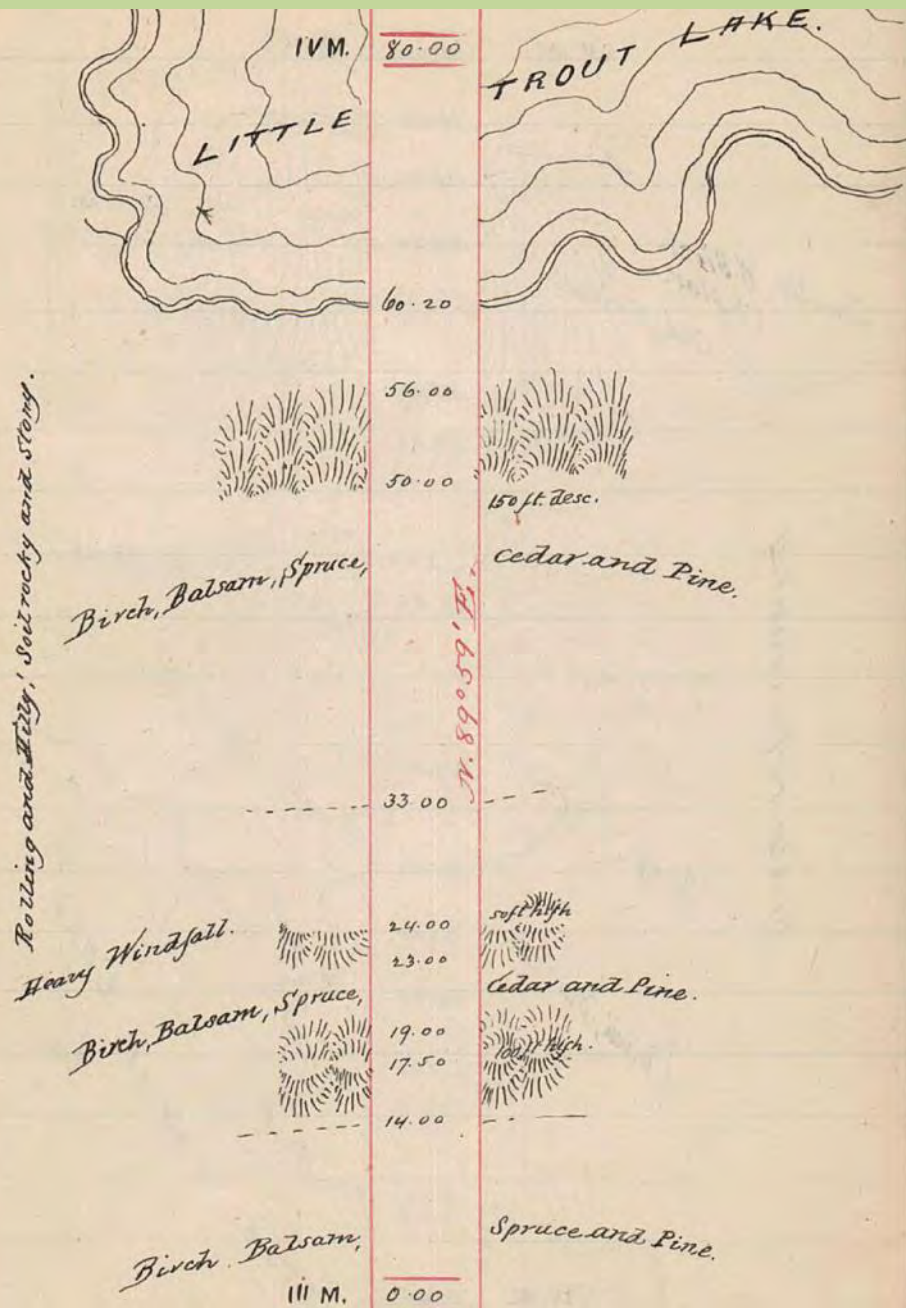 IVM. 80·00
LITTLE TROUT LAKE.
60·20
56·00
50·00
150 ft. desc.
Birch, Balsam, Spruce, Cedar and Pine.
N. 89° 59' E.
Rolling and Hilly, Soil rocky and stony.
33·00
24·00 50 ft high
Heavy Windfall.
23·00
Birch, Balsam, Spruce, Cedar and Pine.
19·00
100 ft high.
17·50
14·00
Birch Balsam, Spruce and Pine.
III M. 0·00